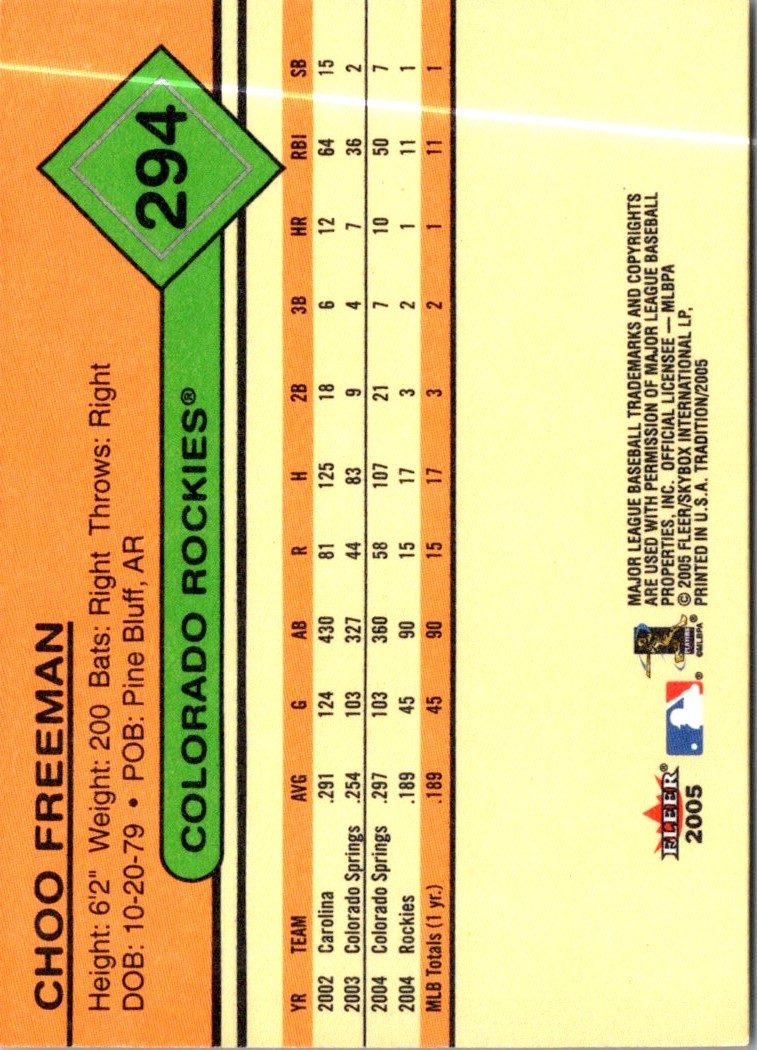 CHOO FREEMAN
Height: 6'2" Weight: 200 Bats: Right Throws: Right
DOB: 10-20-79 • POB: Pine Bluff, AR
294
COLORADO ROCKIES®
YR TEAM AVG G AB R H 2B 3B HR RBI SB
2002 Carolina .291 124 430 81 125 18 6 12 64 15
2003 Colorado Springs .254 103 327 44 83 9 4 7 36 2
2004 Colorado Springs .297 103 360 58 107 21 7 10 50 7
2004 Rockies .189 45 90 15 17 3 2 1 11 1
MLB Totals (1 yr.) .189 45 90 15 17 3 2 1 11 1
FLEER®
2005
®
PLAYERS
®
©MLBPA
MAJOR LEAGUE BASEBALL TRADEMARKS AND COPYRIGHTS
ARE USED WITH PERMISSION OF MAJOR LEAGUE BASEBALL
PROPERTIES, INC. OFFICIAL LICENSEE — MLBPA
© 2005 FLEER/SKYBOX INTERNATIONAL LP,
PRINTED IN U.S.A. TRADITION/2005